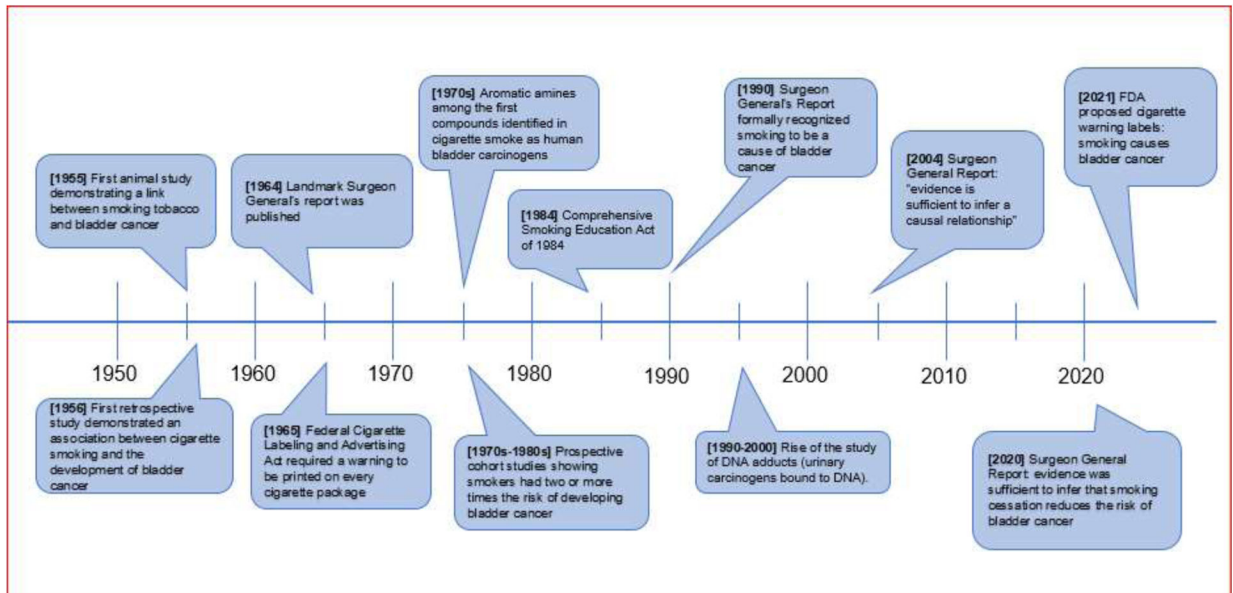 [1955] First animal study
demonstrating a link
between smoking tobacco
and bladder cancer
[1964] Landmark Surgeon
General's report was
published
[1970s] Aromatic amines
among the first
compounds identified in
cigarette smoke as human
bladder carcinogens
[1984] Comprehensive
Smoking Education Act
of 1984
[1990] Surgeon
General's Report
formally recognized
smoking to be a
cause of bladder
cancer
[2004] Surgeon
General Report:
"evidence is
sufficient to infer a
causal relationship"
[2021] FDA
proposed cigarette
warning labels:
smoking causes
bladder cancer
1950
1960
1970
1980
1990
2000
2010
2020
[1956] First retrospective
study demonstrated an
association between cigarette
smoking and the
development of bladder
cancer
[1965] Federal Cigarette
Labeling and Advertising
Act required a warning to
be printed on every
cigarette package
[1970s-1980s] Prospective
cohort studies showing
smokers had two or more
times the risk of developing
bladder cancer
[1990-2000] Rise of the study
of DNA adducts (urinary
carcinogens bound to DNA).
[2020] Surgeon General
Report: evidence was
sufficient to infer that smoking
cessation reduces the risk of
bladder cancer